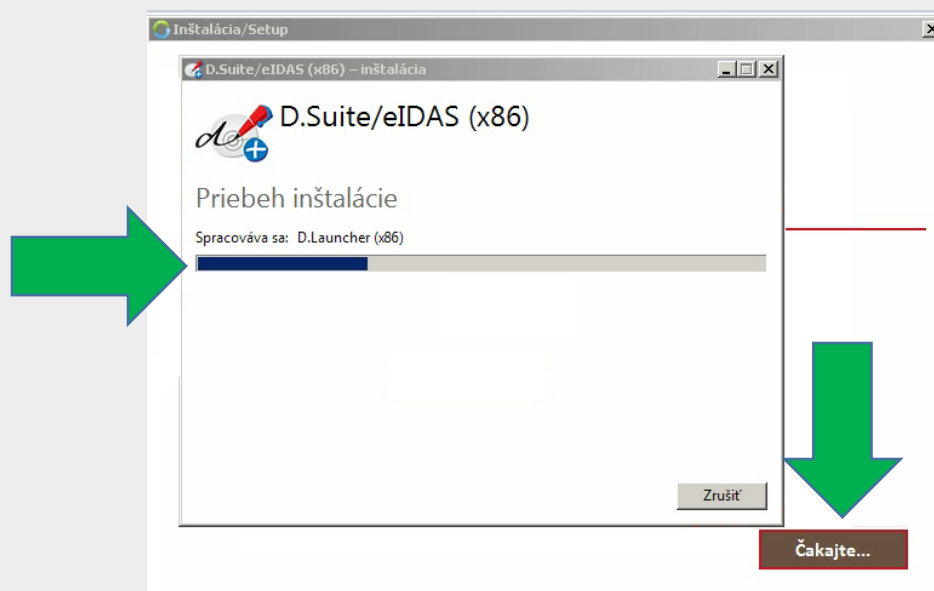 Inštalácia/Setup
D.Suite/eIDAS (x86) – inštalácia
D.Suite/eIDAS (x86)
Priebeh inštalácie
Spracováva sa: D.Launcher (x86)
Zrušiť
Čakajte...